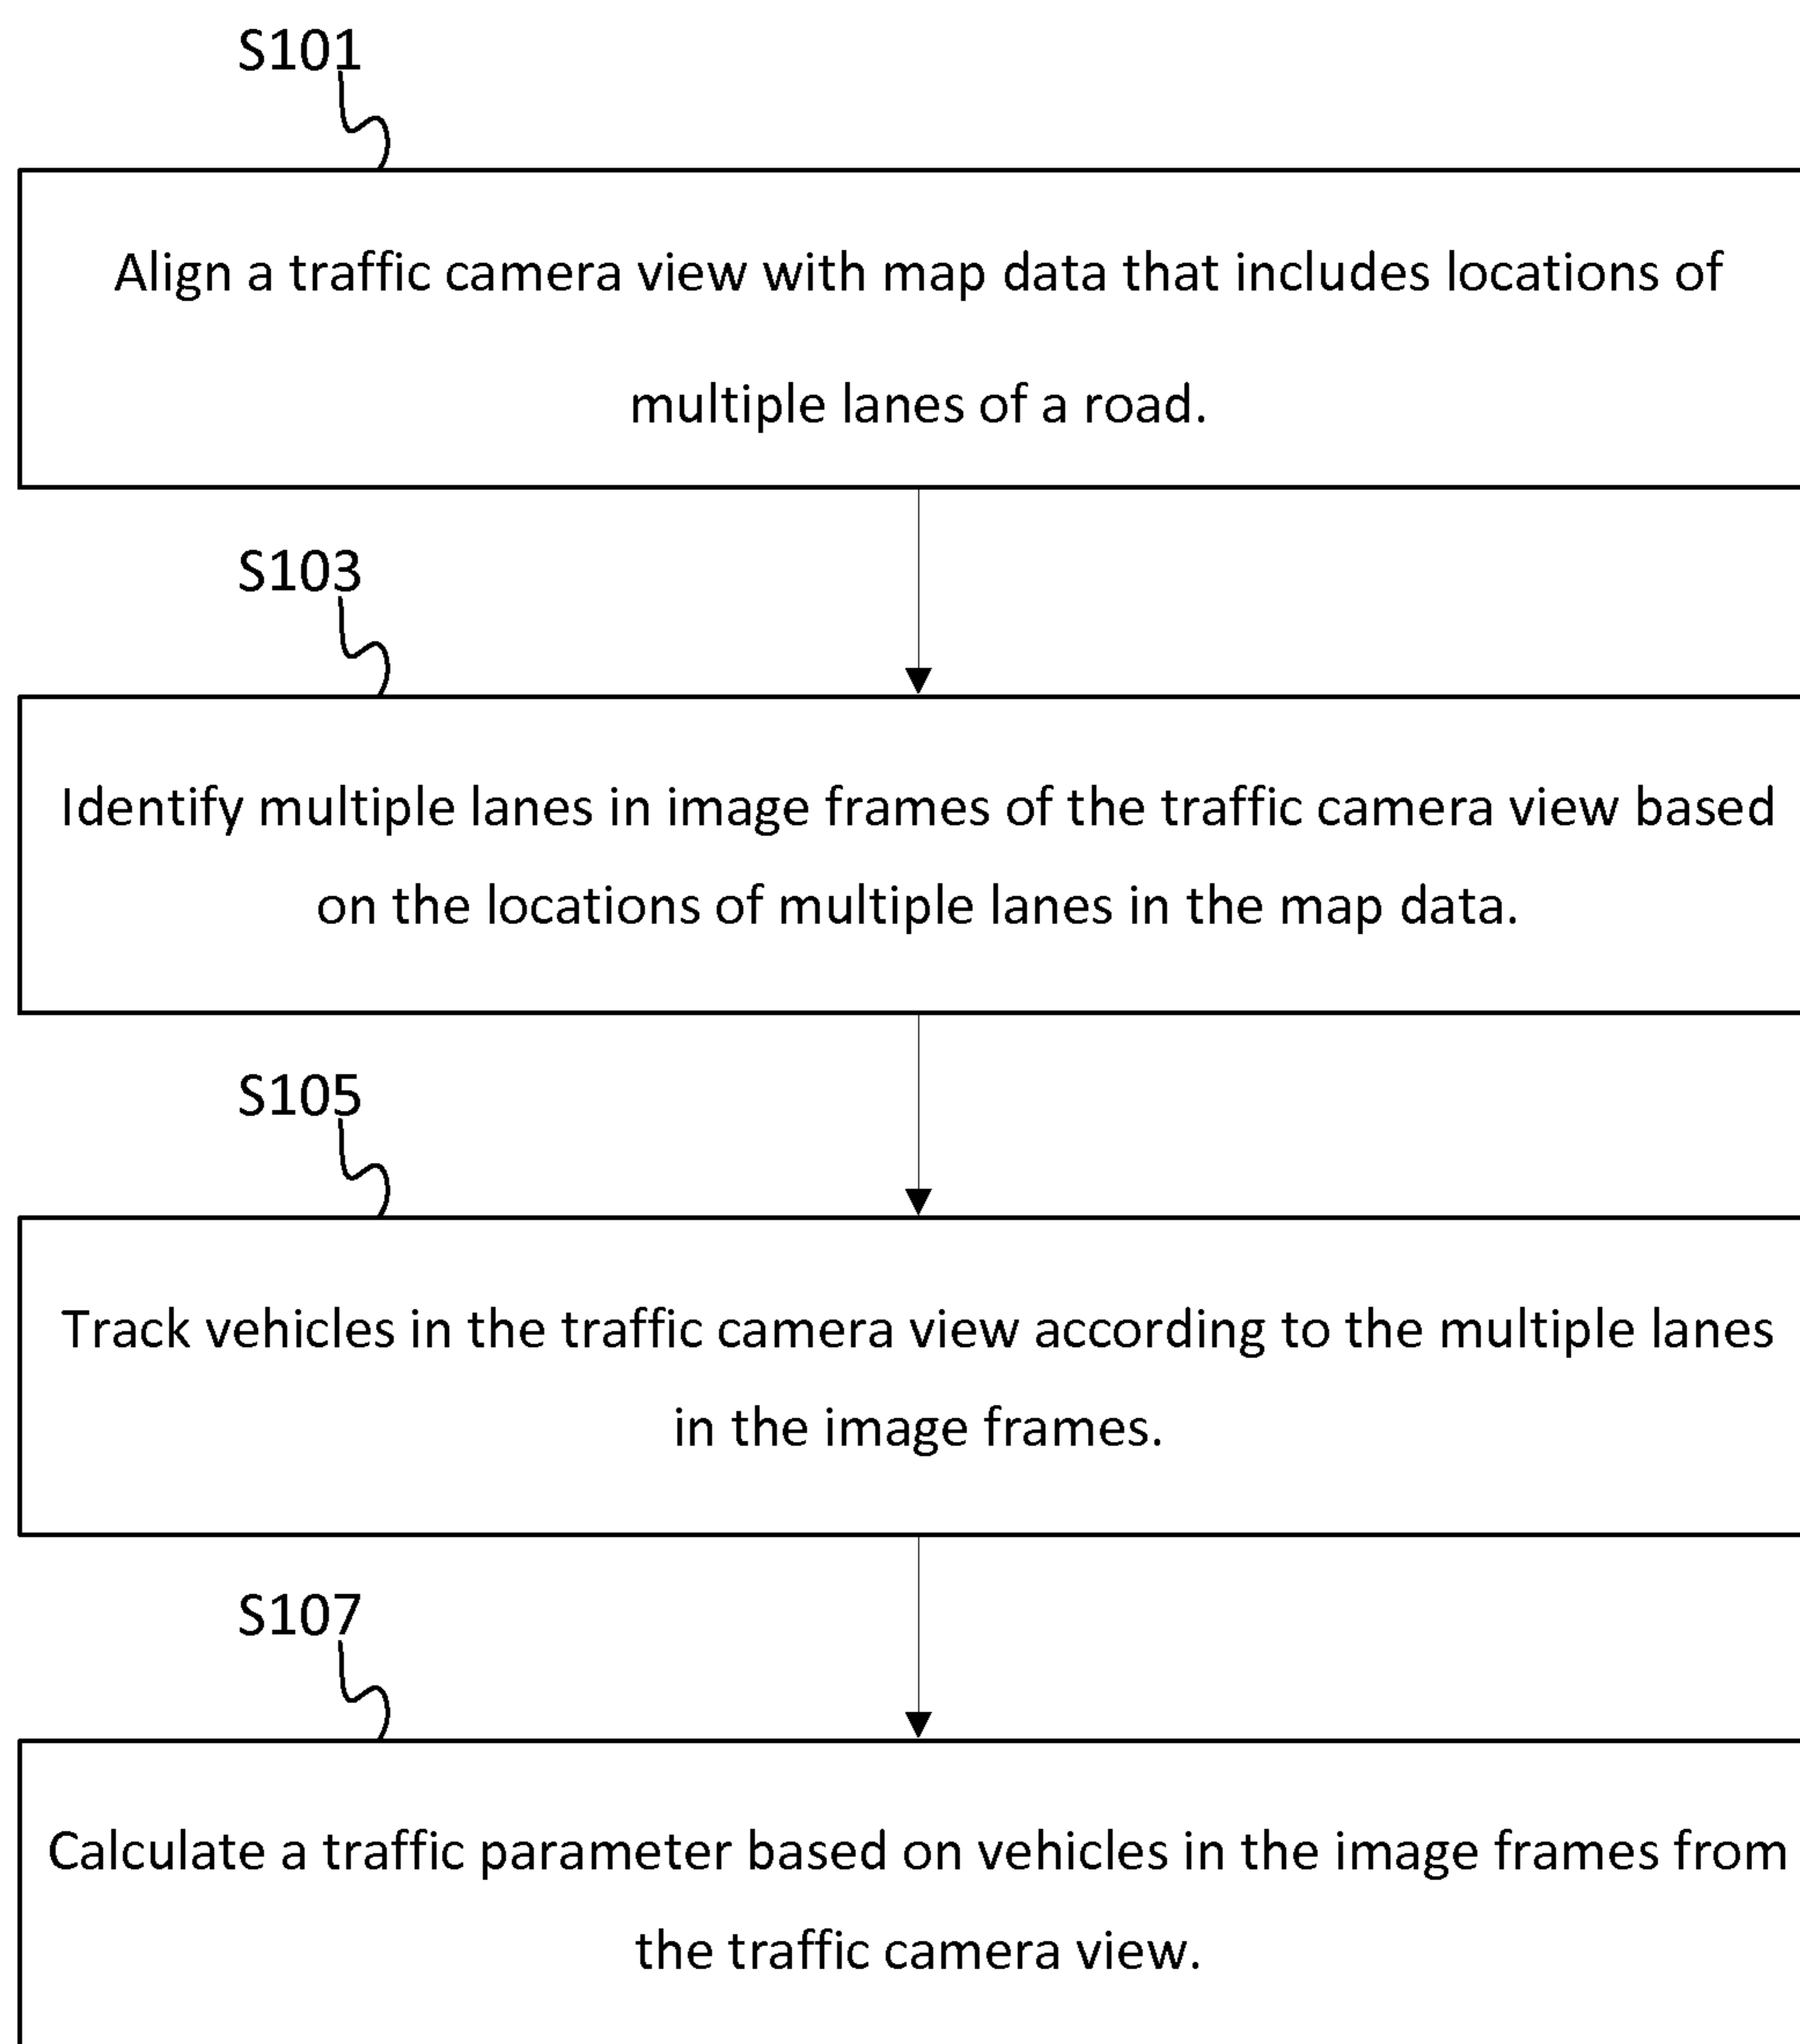 S101
Align a traffic camera view with map data that includes locations of
multiple lanes of a road.
S103
Identify multiple lanes in image frames of the traffic camera view based
on the locations of multiple lanes in the map data.
S105
Track vehicles in the traffic camera view according to the multiple lanes
in the image frames.
S107
Calculate a traffic parameter based on vehicles in the image frames from
the traffic camera view.